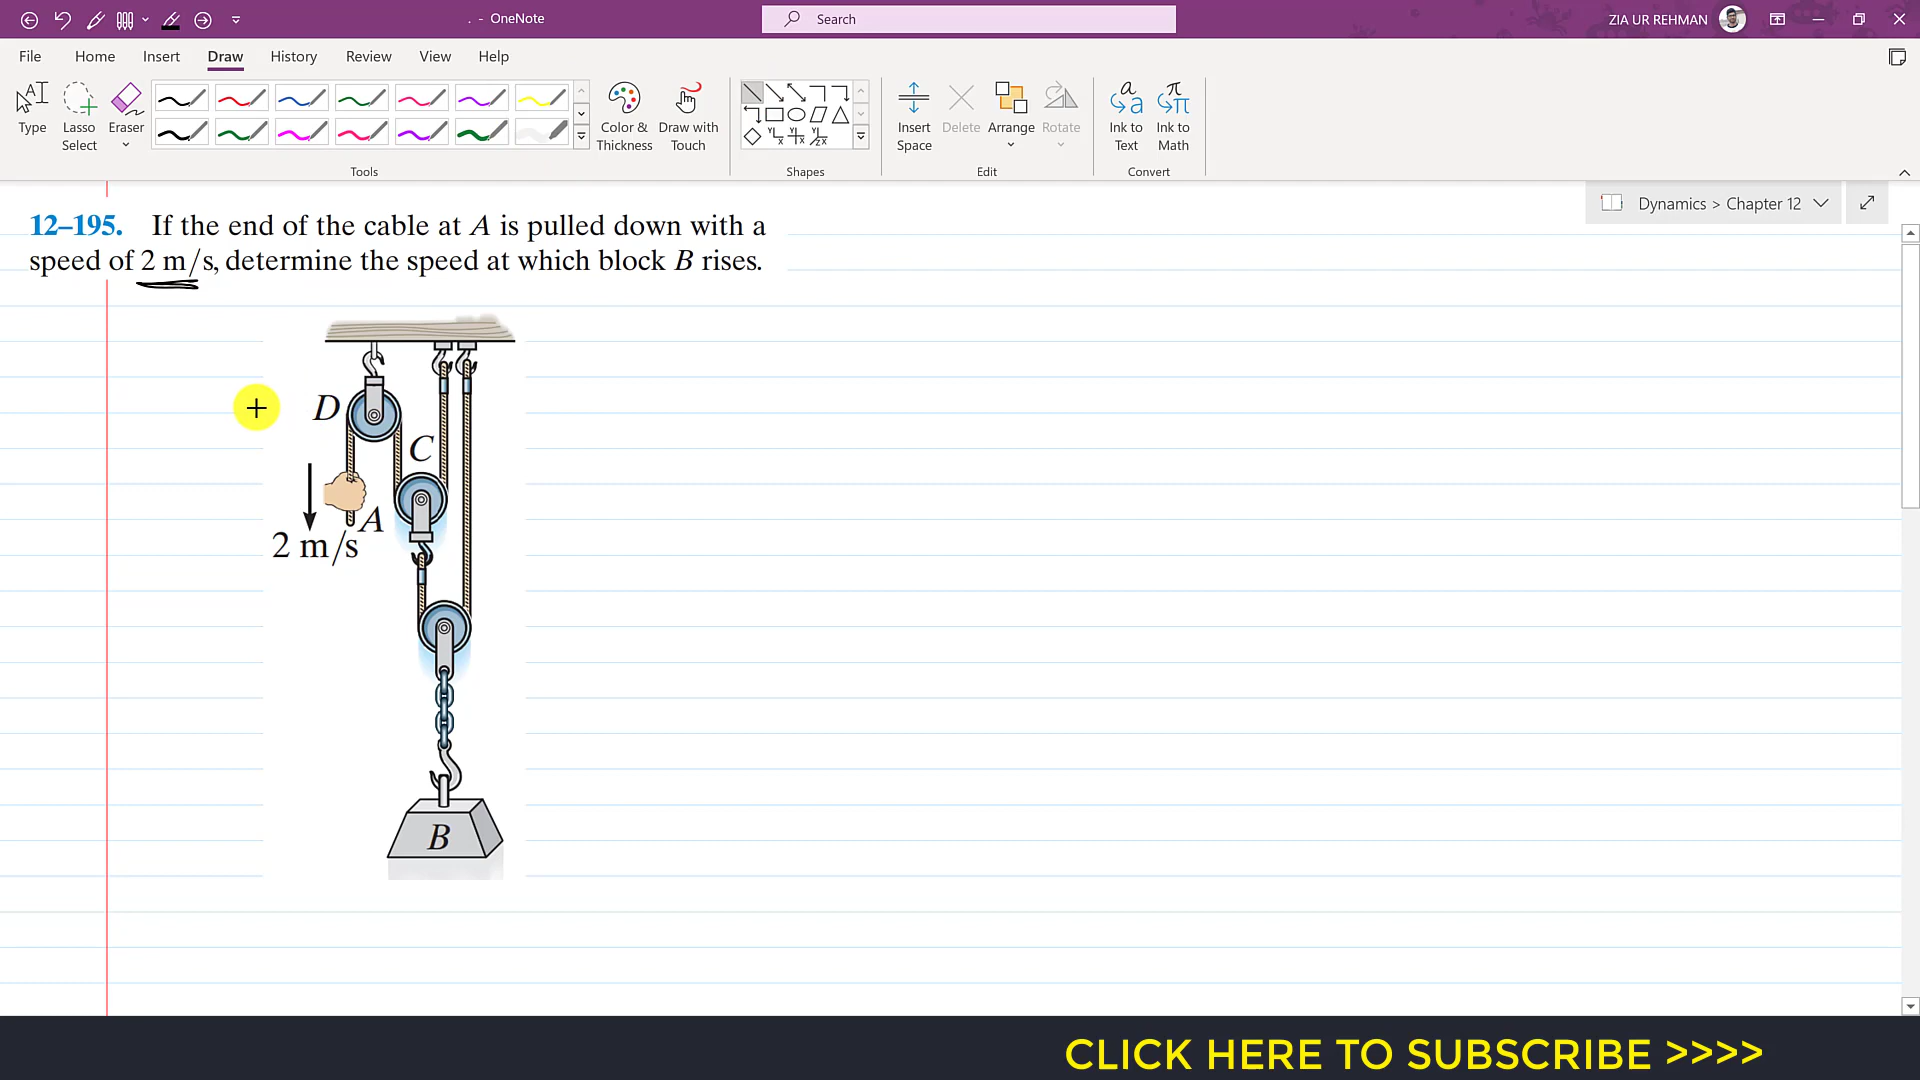 . - OneNote
Search
ZIA UR REHMAN
File Home Insert Draw History Review View Help
Type
Lasso Select
Eraser
Color & Thickness
Draw with Touch
Insert Space
Delete
Arrange
Rotate
Ink to Text
Ink to Math
Tools
Shapes
Edit
Convert
Dynamics > Chapter 12
12–195. If the end of the cable at A is pulled down with a
speed of 2 m/s, determine the speed at which block B rises.
D
C
A
2 m/s
B
CLICK HERE TO SUBSCRIBE >>>>